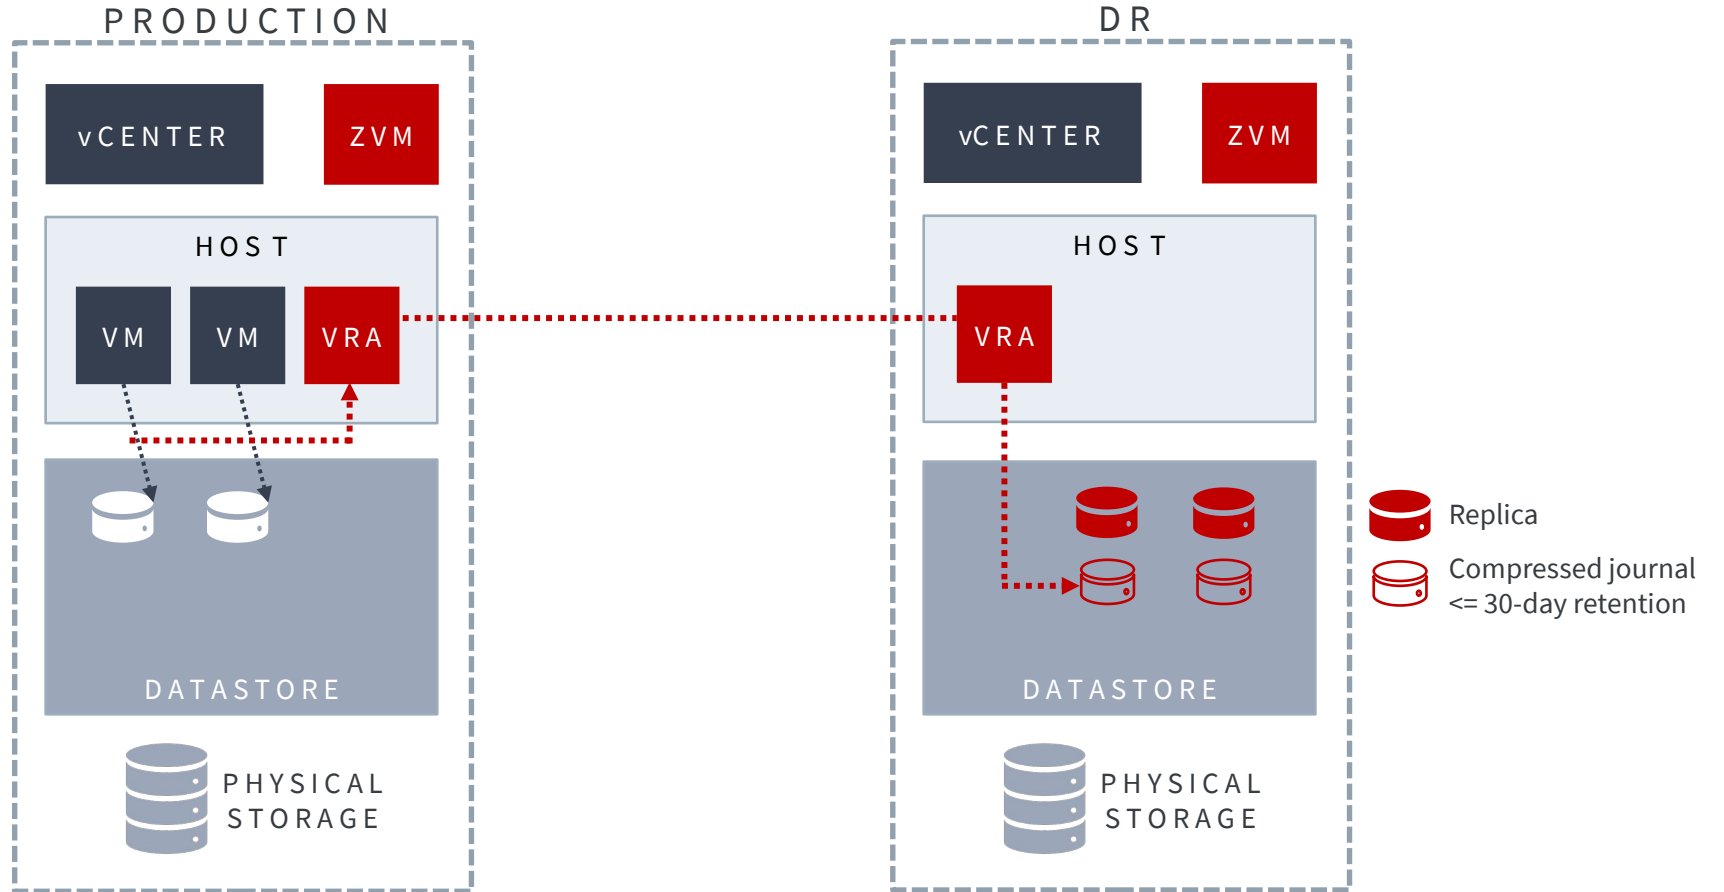 PRODUCTION
vCENTER
ZVM
HOST
VM
VM
VRA
DATASTORE
PHYSICAL
STORAGE
DR
vCENTER
ZVM
HOST
VRA
DATASTORE
PHYSICAL
STORAGE
Replica
Compressed journal
<= 30-day retention